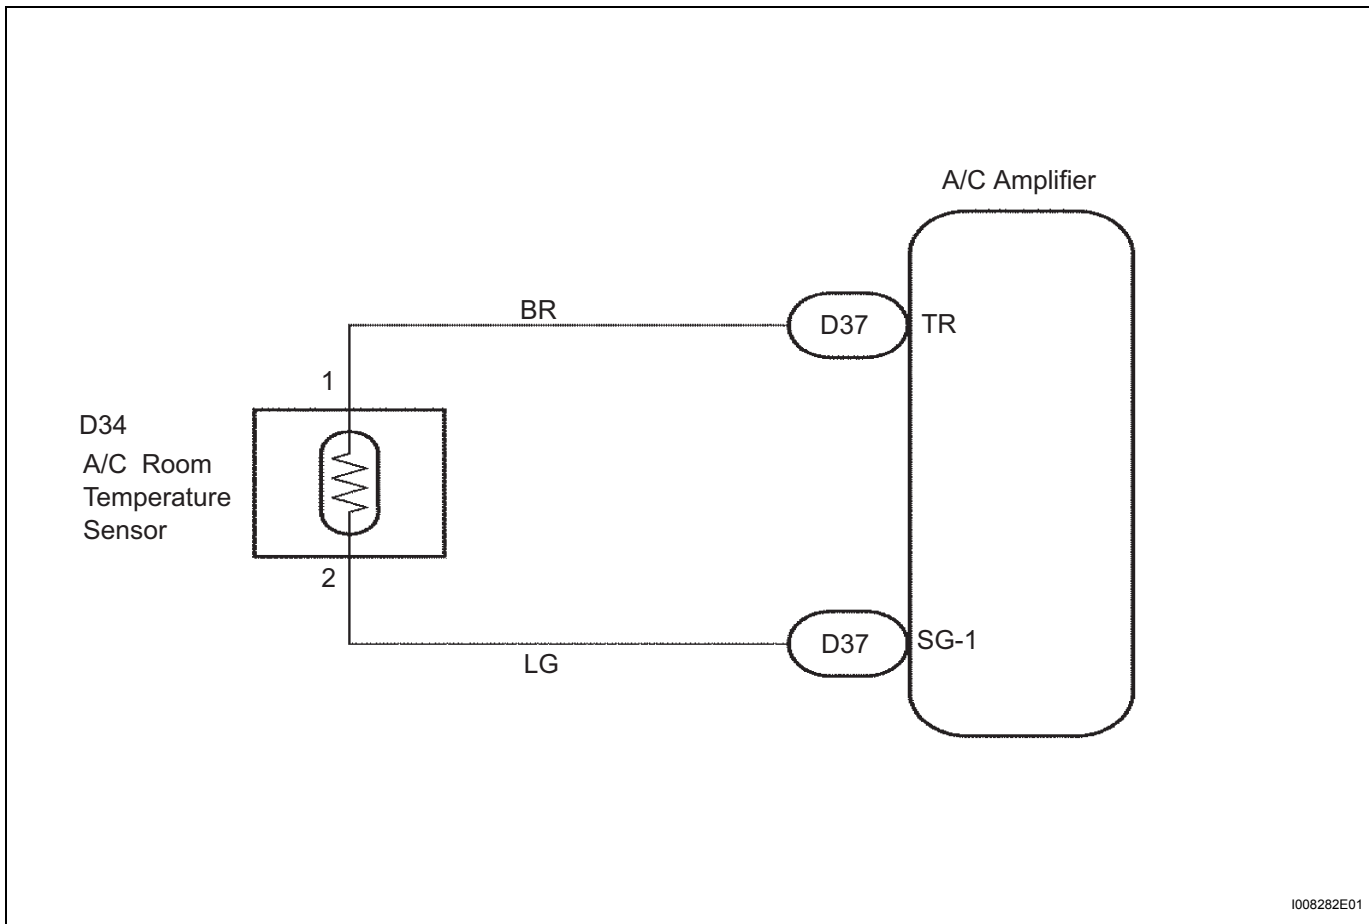 A/C Amplifier
BR
D37
TR
1
D34
A/C Room
Temperature
Sensor
2
D37
SG-1
LG
I008282E01